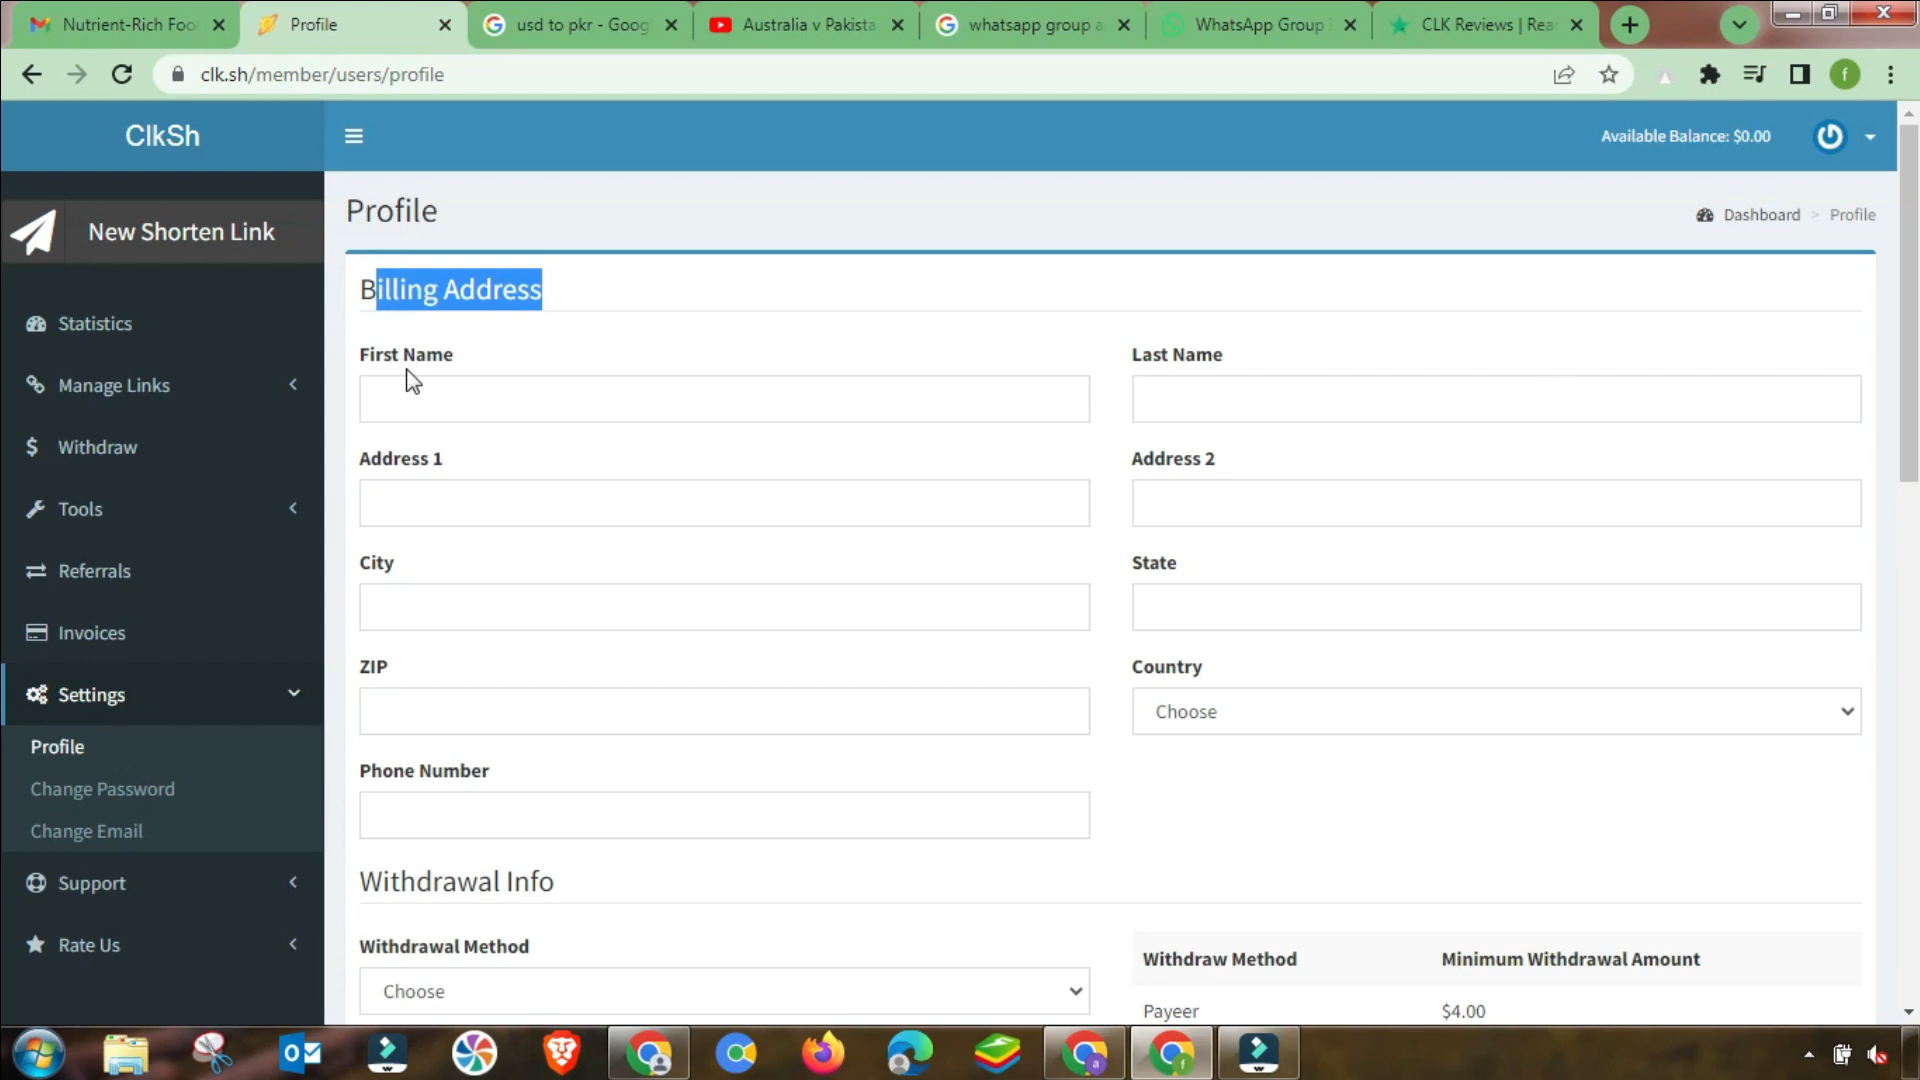 Nutrient-Rich Foo
Profile
usd to pkr - Goog
Australia v Pakista
whatsapp group a
WhatsApp Group
CLK Reviews | Rea
clk.sh/member/users/profile
f
ClkSh
Available Balance: $0.00
New Shorten Link
Profile
Dashboard > Profile
Billing Address
Statistics
First Name
Last Name
Manage Links
Withdraw
Address 1
Address 2
Tools
City
State
Referrals
Invoices
ZIP
Country
Settings
Choose
Profile
Phone Number
Change Password
Change Email
Support
Withdrawal Info
Rate Us
Withdrawal Method
Withdraw Method
Minimum Withdrawal Amount
Choose
Payeer
$4.00